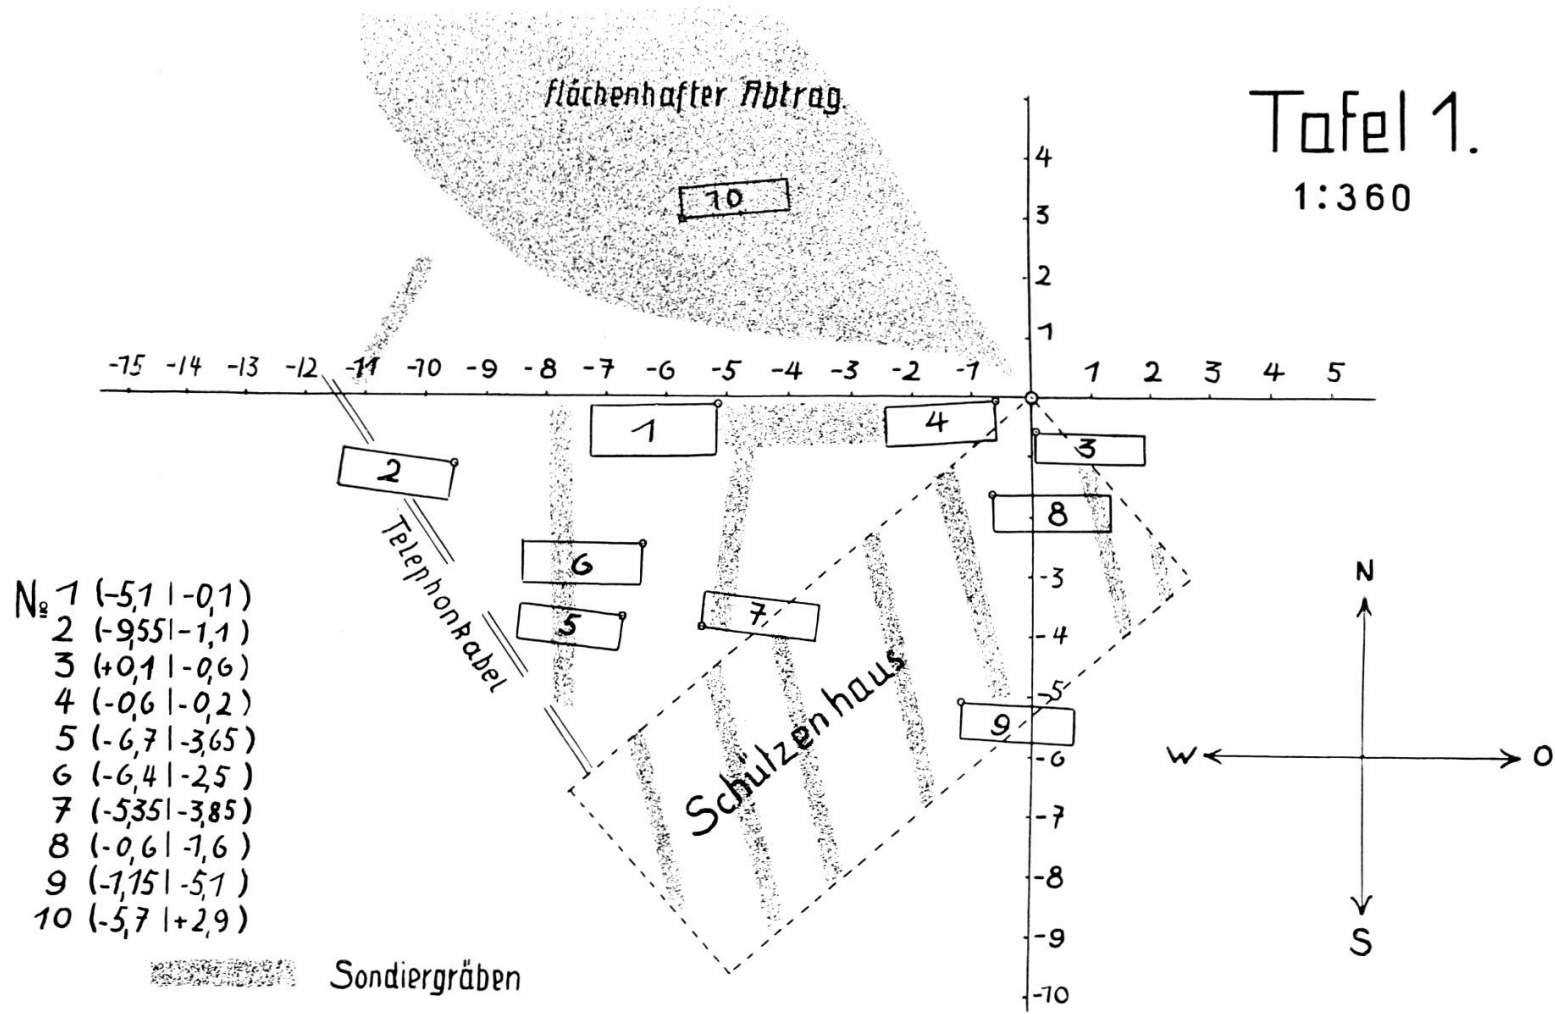 flächenhafter Abtrag.
Tafel 1.
1:360
10
4
3
2
1
-15 -14 -13 -12 -11 -10 -9 -8 -7 -6 -5 -4 -3 -2 -1 1 2 3 4 5
1
4
3
2
8
6
5
7
Telephonkabel
9
Schützenhaus
-3
-4
-5
-6
-7
-8
-9
-10
N
W
O
S
No 1 (-5,1 | -0,1)
2 (-9,55 | -1,1)
3 (+0,1 | -0,6)
4 (-0,6 | -0,2)
5 (-6,7 | -3,65)
6 (-6,4 | -2,5)
7 (-5,35 | -3,85)
8 (-0,6 | -1,6)
9 (-1,15 | -5,1)
10 (-5,7 | +2,9)
Sondiergräben